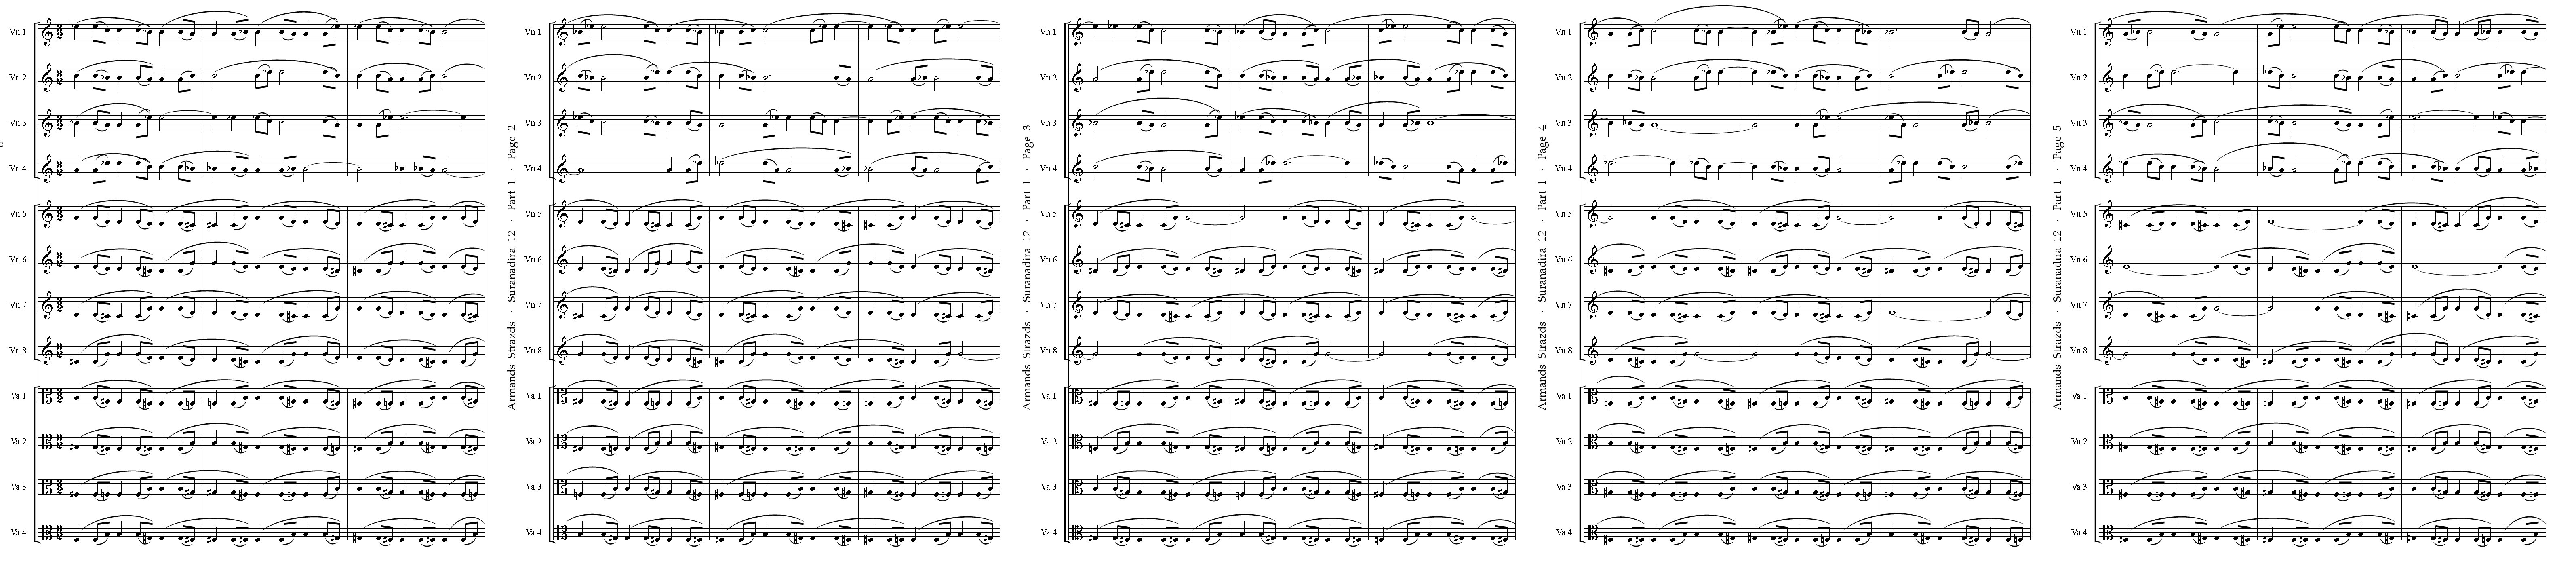 Vn 1
Vn 2
Vn 3
Vn 4
Vn 5
Vn 6
Vn 7
Vn 8
Va 1
Va 2
Va 3
Va 4
Armands Strazds . Suranadira 12 . Part 1 . Page 2
Vn 1
Vn 2
Vn 3
Vn 4
Vn 5
Vn 6
Vn 7
Vn 8
Va 1
Va 2
Va 3
Va 4
Armands Strazds . Suranadira 12 . Part 1 . Page 3
Vn 1
Vn 2
Vn 3
Vn 4
Vn 5
Vn 6
Vn 7
Vn 8
Va 1
Va 2
Va 3
Va 4
Armands Strazds . Suranadira 12 . Part 1 . Page 4
Vn 1
Vn 2
Vn 3
Vn 4
Vn 5
Vn 6
Vn 7
Vn 8
Va 1
Va 2
Va 3
Va 4
Armands Strazds . Suranadira 12 . Part 1 . Page 5
Vn 1
Vn 2
Vn 3
Vn 4
Vn 5
Vn 6
Vn 7
Vn 8
Va 1
Va 2
Va 3
Va 4